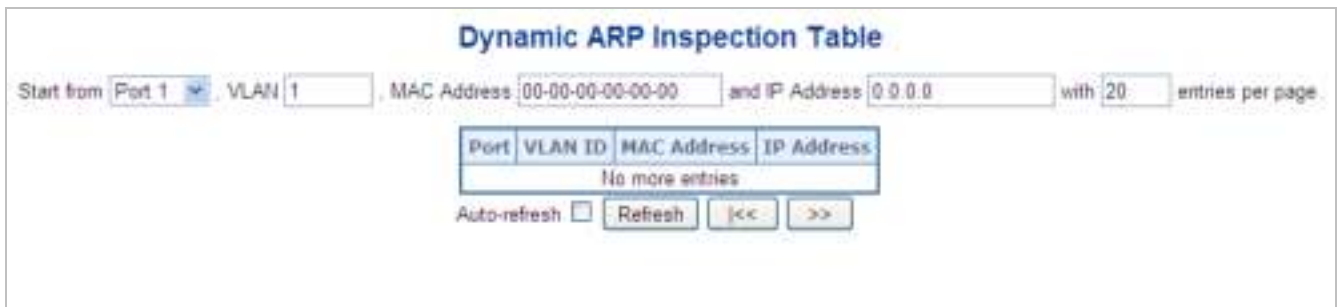 Dynamic ARP Inspection Table
Start from Port 1 , VLAN 1 , MAC Address 00-00-00-00-00-00 and IP Address 0.0.0.0 with 20 entries per page.
Port VLAN ID MAC Address IP Address
No more entries
Auto-refresh Refresh |<< >>